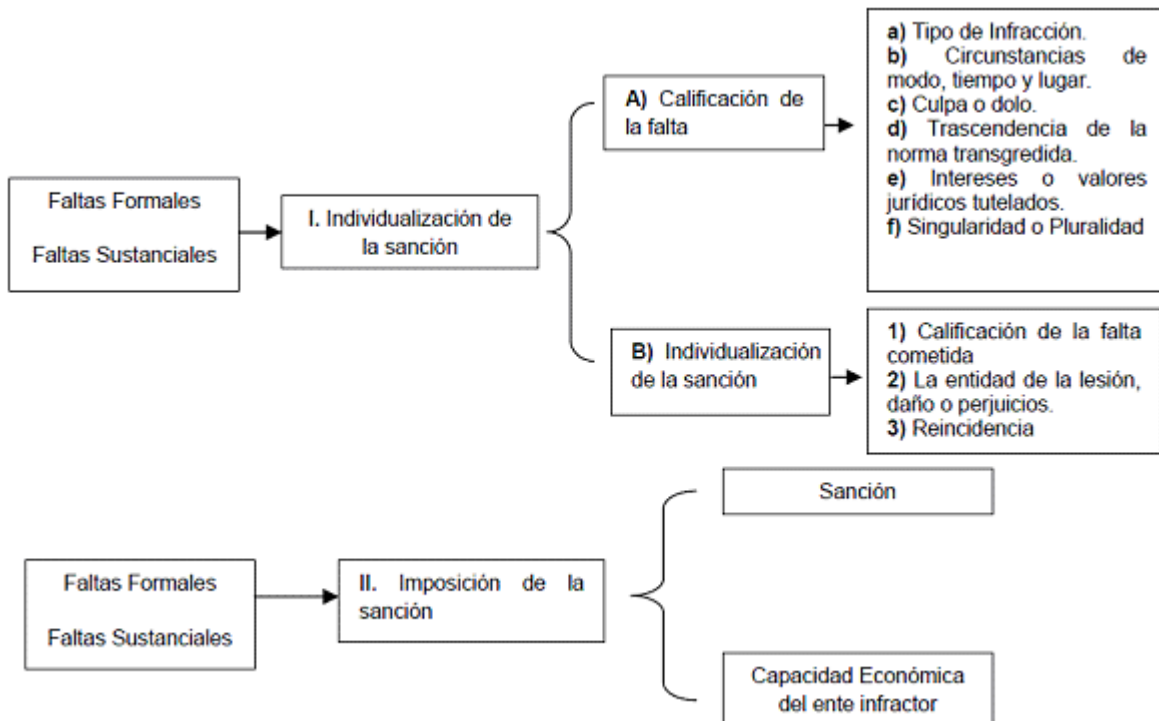 Faltas Formales
Faltas Sustanciales
I. Individualización de
la sanción
A) Calificación de
la falta
a) Tipo de Infracción.
b) Circunstancias de
modo, tiempo y lugar.
c) Culpa o dolo.
d) Trascendencia de la
norma transgredida.
e) Intereses o valores
jurídicos tutelados.
f) Singularidad o Pluralidad
B) Individualización
de la sanción
1) Calificación de la falta
cometida
2) La entidad de la lesión,
daño o perjuicios.
3) Reincidencia
Faltas Formales
Faltas Sustanciales
II. Imposición de la
sanción
Sanción
Capacidad Económica
del ente infractor